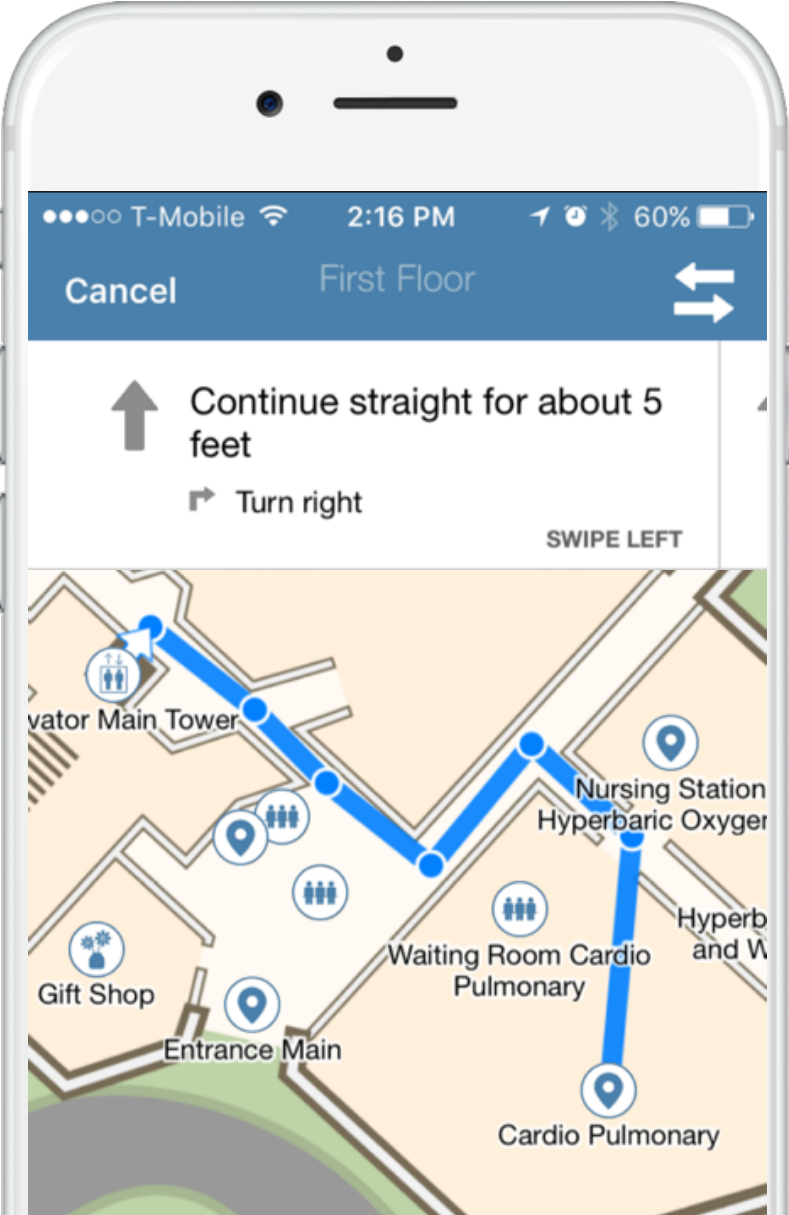 T-Mobile 2:16 PM 60%
Cancel First Floor
Continue straight for about 5
feet
Turn right
SWIPE LEFT
vator Main Tower
Nursing Station
Hyperbaric Oxyger
Hyperb
and W
Waiting Room Cardio
Pulmonary
Gift Shop
Entrance Main
Cardio Pulmonary